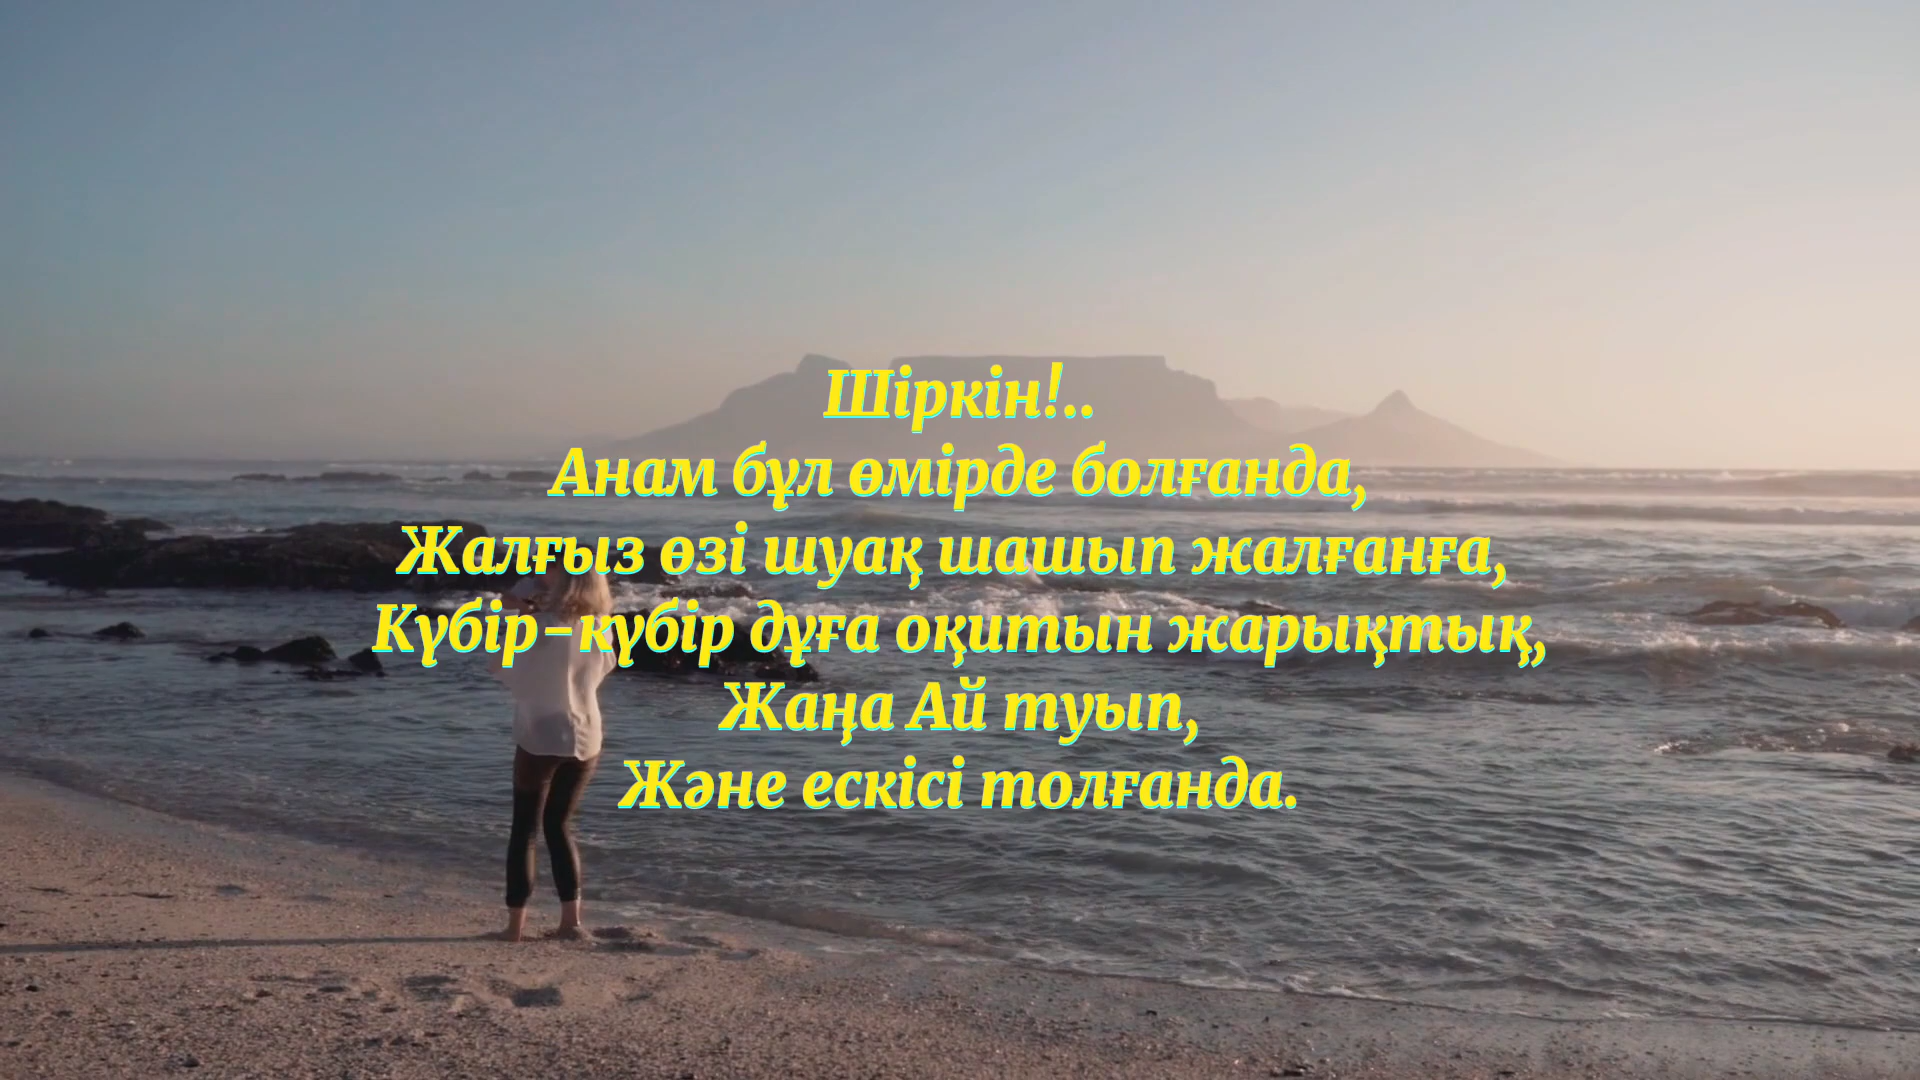 Шіркін!..
Анам бұл өмірде болғанда,
Жалғыз өзі шуақ шашып жалғанға,
Күбір-күбір дұға оқитын жарықтық,
Жаңа Ай туып,
Және ескісі толғанда.